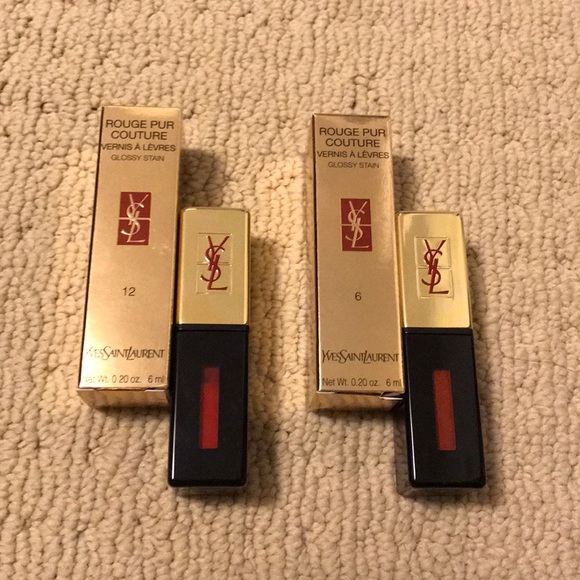 ROUGE PUR
COUTURE
VERNIS À LÈVRES
GLOSSY STAIN
YSL
12
YVESSAINTLAURENT
Net Wt. 0.20 oz. 6 ml
YSL
ROUGE PUR
COUTURE
VERNIS À LÈVRES
GLOSSY STAIN
YSL
6
YVESSAINTLAURENT
Net Wt. 0.20 oz. 6 ml
YSL